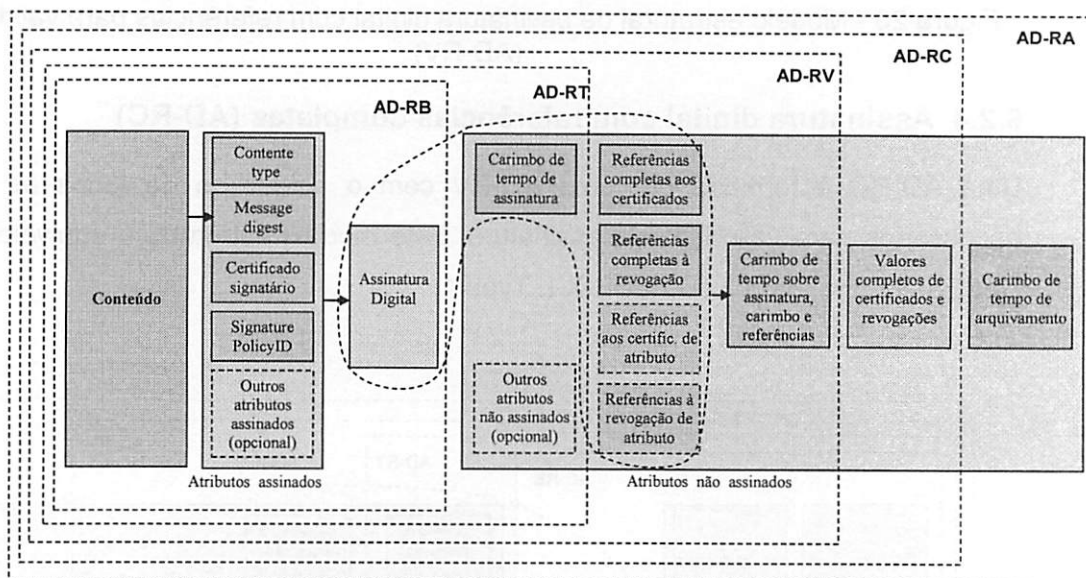 AD-RA
AD-RC
AD-RV
AD-RT
AD-RB
Conteúdo
Contente
type
Message
digest
Certificado
signatário
Signature
PolicyID
Outros
atributos
assinados
(opcional)
Atributos assinados
Assinatura
Digital
Carimbo de
tempo de
assinatura
Outros
atributos
não assinados
(opcional)
Referências
completas aos
certificados
Referências
completas à
revogação
Referências
aos certific. de
atributo
Referências à
revogação de
atributo
Atributos não assinados
Carimbo de
tempo sobre
assinatura,
carimbo e
referências
Valores
completos de
certificados e
revogações
Carimbo de
tempo de
arquivamento